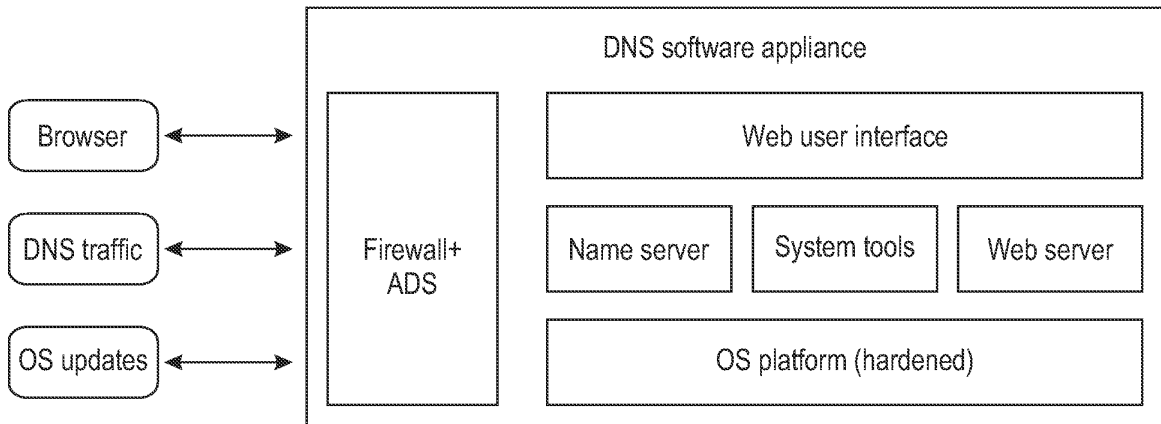 DNS software appliance
Browser
Web user interface
DNS traffic
Firewall+
ADS
Name server
System tools
Web server
OS updates
OS platform (hardened)